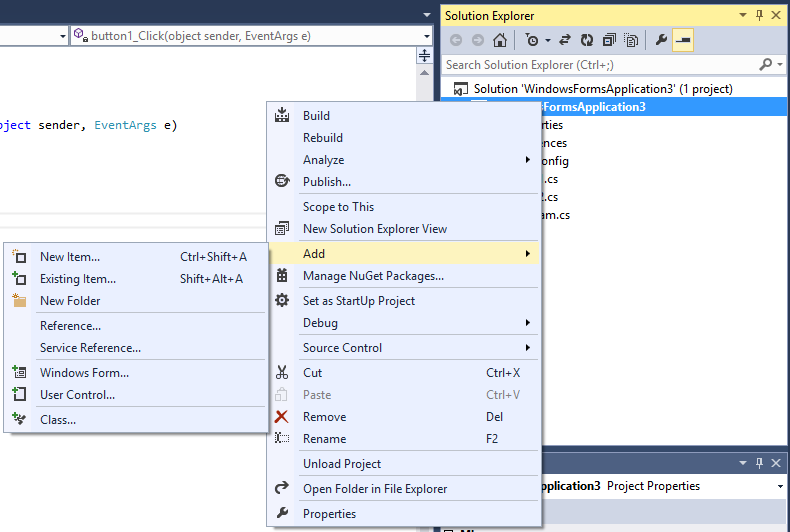 Solution Explorer
button1_Click(object sender, EventArgs e)
Search Solution Explorer (Ctrl+;)
Solution 'WindowsFormsApplication3' (1 project)
sFormsApplication3
ject sender, EventArgs e)
rties
ences
onfig
.cs
2.cs
am.cs
Build
Rebuild
Analyze
Publish...
Scope to This
New Solution Explorer View
Add
Manage NuGet Packages...
Set as StartUp Project
Debug
Source Control
Cut Ctrl+X
Paste Ctrl+V
Remove Del
Rename F2
Unload Project
Open Folder in File Explorer
Properties
New Item... Ctrl+Shift+A
Existing Item... Shift+Alt+A
New Folder
Reference...
Service Reference...
Windows Form...
User Control...
Class...
plication3 Project Properties